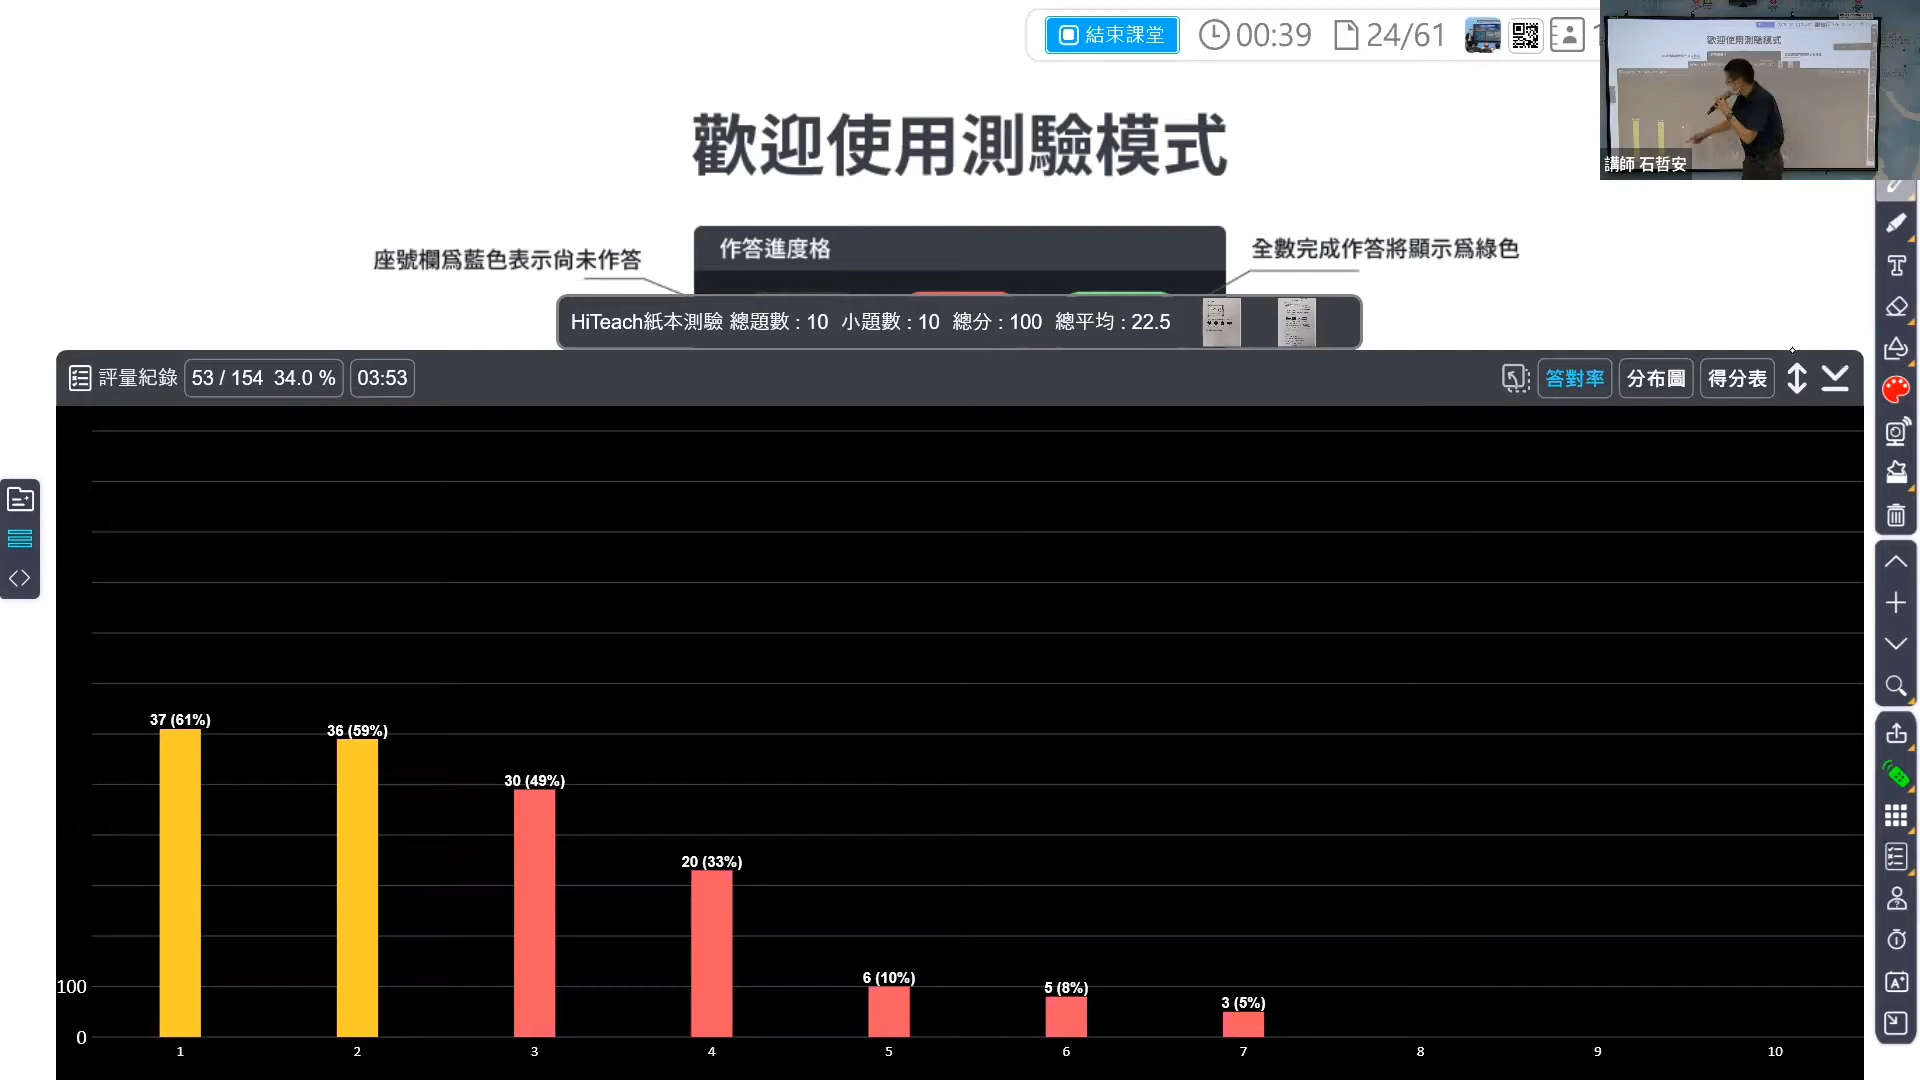 結束課堂
00:39
24/61
講師 石哲安
歡迎使用測驗模式
座號欄爲藍色表示尙未作答
作答進度格
全數完成作答將顯示爲綠色
HiTeach紙本測驗 總題數 : 10 小題數 : 10 總分 : 100 總平均 : 22.5
評量紀錄
53 / 154 34.0 %
03:53
答對率
分布圖
得分表
37 (61%)
36 (59%)
30 (49%)
20 (33%)
6 (10%)
5 (8%)
3 (5%)
100
0
1 2 3 4 5 6 7 8 9 10